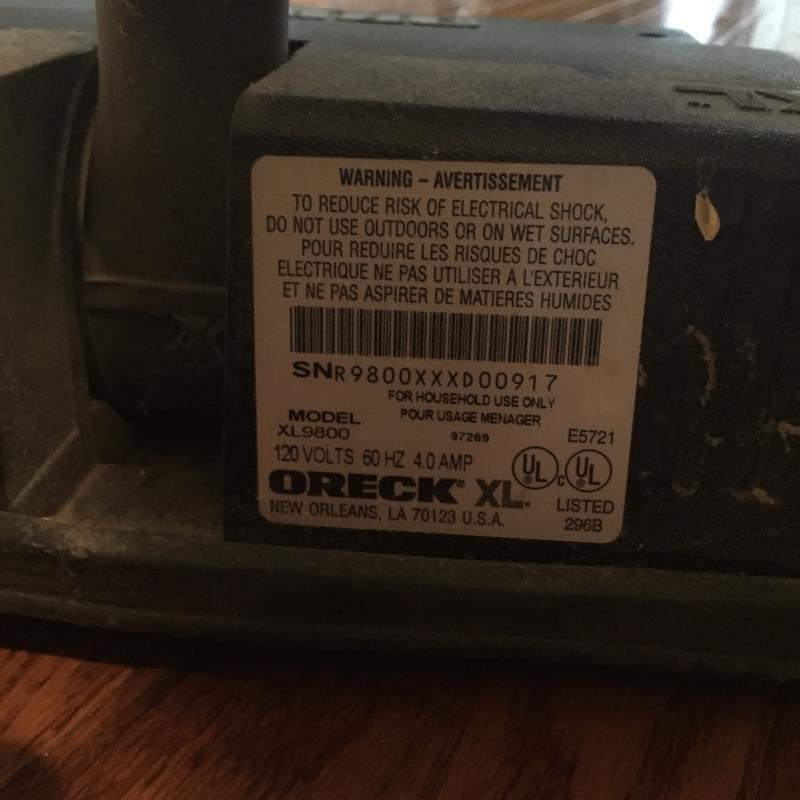 WARNING – AVERTISSEMENT
TO REDUCE RISK OF ELECTRICAL SHOCK,
DO NOT USE OUTDOORS OR ON WET SURFACES.
POUR REDUIRE LES RISQUES DE CHOC
ELECTRIQUE NE PAS UTILISER A L'EXTERIEUR
ET NE PAS ASPIRER DE MATIERES HUMIDES
SNR9800XXXD00917
FOR HOUSEHOLD USE ONLY
POUR USAGE MENAGER
MODEL
XL9800
97269
E5721
120 VOLTS 60 HZ 4.0 AMP
UL c UL
ORECK® XL.
LISTED
296B
NEW ORLEANS, LA 70123 U.S.A.